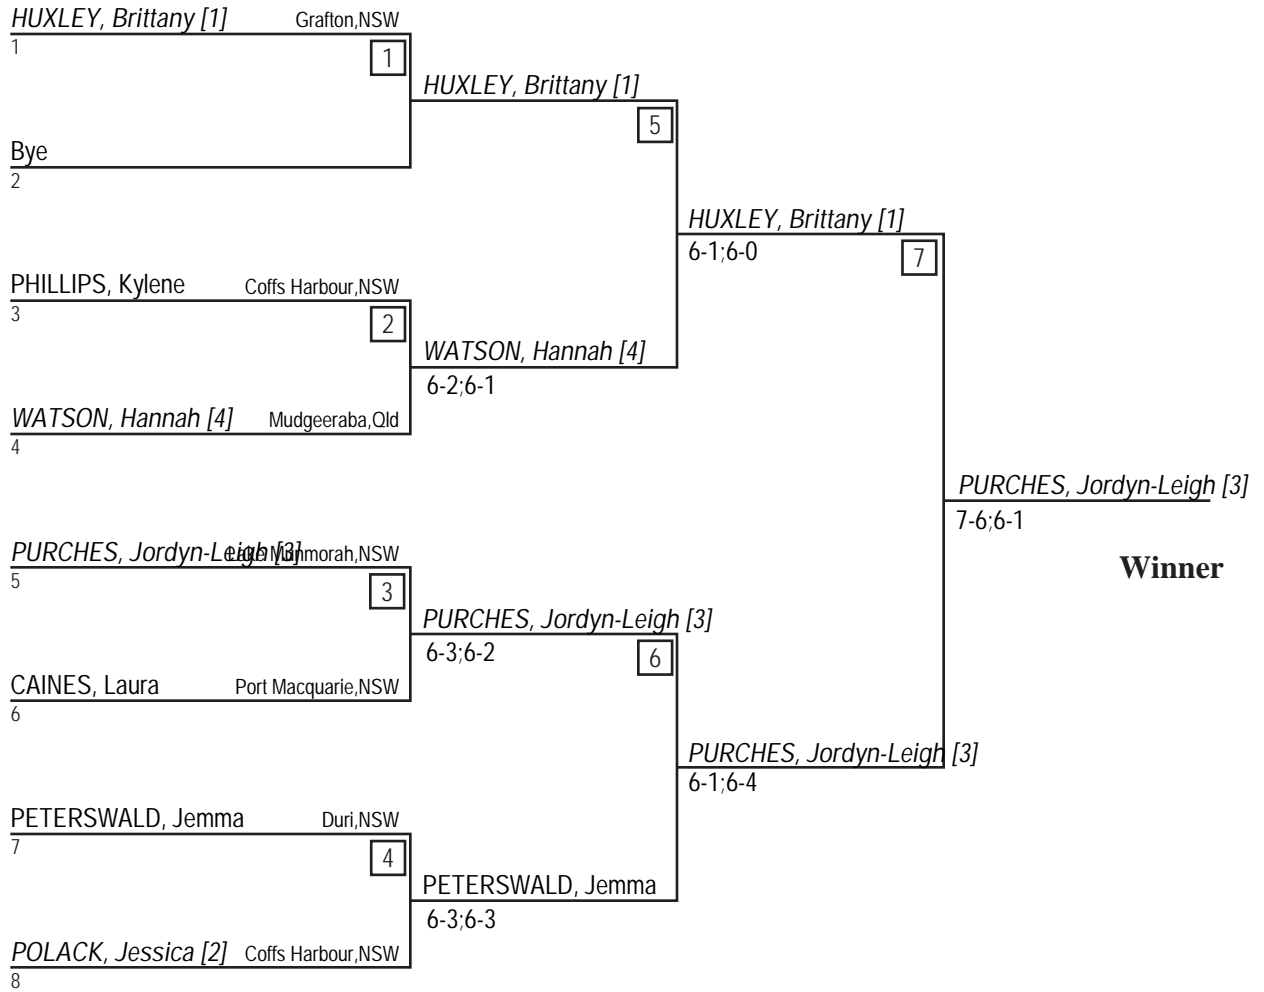 HUXLEY, Brittany [1] Grafton,NSW
1
1
HUXLEY, Brittany [1]
5
Bye
2
HUXLEY, Brittany [1]
6-1;6-0
7
PHILLIPS, Kylene Coffs Harbour,NSW
3
2
WATSON, Hannah [4]
6-2;6-1
WATSON, Hannah [4] Mudgeeraba,Qld
4
PURCHES, Jordyn-Leigh [3]
7-6;6-1
Winner
PURCHES, Jordyn-Leigh [3] Lake Munmorah,NSW
5
3
PURCHES, Jordyn-Leigh [3]
6-3;6-2
6
CAINES, Laura Port Macquarie,NSW
6
PURCHES, Jordyn-Leigh [3]
6-1;6-4
PETERSWALD, Jemma Duri,NSW
7
4
PETERSWALD, Jemma
6-3;6-3
POLACK, Jessica [2] Coffs Harbour,NSW
8